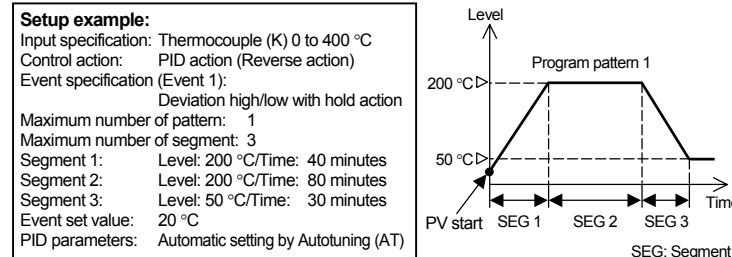 Setup example:
Input specification: Thermocouple (K) 0 to 400 °C
Control action: PID action (Reverse action)
Event specification (Event 1):
Deviation high/low with hold action
Maximum number of pattern: 1
Maximum number of segment: 3
Segment 1: Level: 200 °C/Time: 40 minutes
Segment 2: Level: 200 °C/Time: 80 minutes
Segment 3: Level: 50 °C/Time: 30 minutes
Event set value: 20 °C
PID parameters: Automatic setting by Autotuning (AT)
Level
Program pattern 1
200 °C
50 °C
Time
PV start SEG 1 SEG 2 SEG 3
SEG: Segment